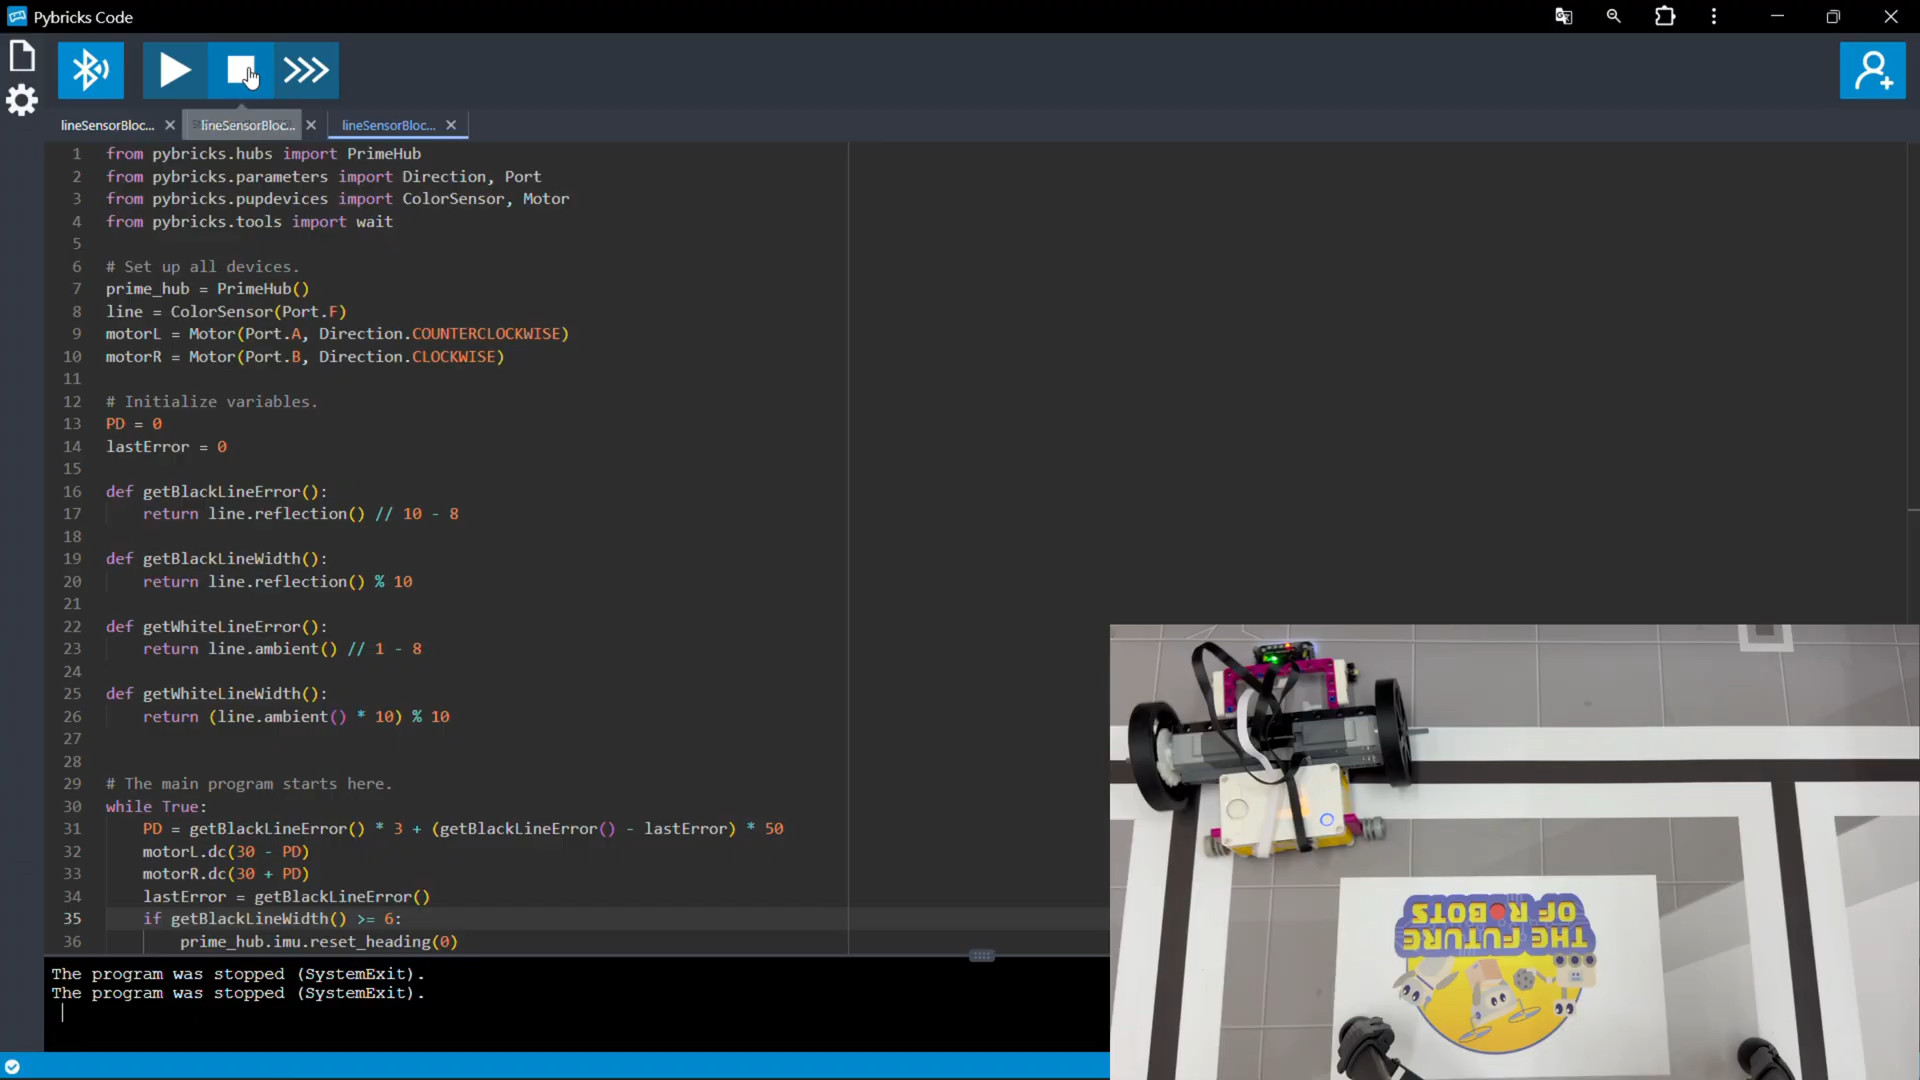 Pybricks Code
lineSensorBloc...
lineSensorBloc...
lineSensorBloc...
1 from pybricks.hubs import PrimeHub
2 from pybricks.parameters import Direction, Port
3 from pybricks.pupdevices import ColorSensor, Motor
4 from pybricks.tools import wait
5
6 # Set up all devices.
7 prime_hub = PrimeHub()
8 line = ColorSensor(Port.F)
9 motorL = Motor(Port.A, Direction.COUNTERCLOCKWISE)
10 motorR = Motor(Port.B, Direction.CLOCKWISE)
11
12 # Initialize variables.
13 PD = 0
14 lastError = 0
15
16 def getBlackLineError():
17 return line.reflection() // 10 - 8
18
19 def getBlackLineWidth():
20 return line.reflection() % 10
21
22 def getWhiteLineError():
23 return line.ambient() // 1 - 8
24
25 def getWhiteLineWidth():
26 return (line.ambient() * 10) % 10
27
28
29 # The main program starts here.
30 while True:
31 PD = getBlackLineError() * 3 + (getBlackLineError() - lastError) * 50
32 motorL.dc(30 - PD)
33 motorR.dc(30 + PD)
34 lastError = getBlackLineError()
35 if getBlackLineWidth() >= 6:
36 prime_hub.imu.reset_heading(0)
The program was stopped (SystemExit).
The program was stopped (SystemExit).
THE FUTURE
OF ROBOTS